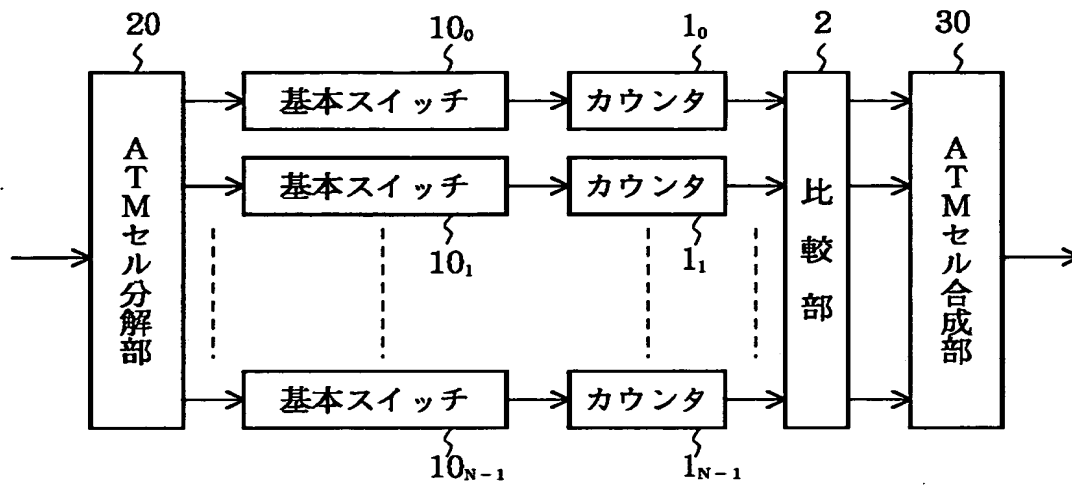 20
10₀
1₀
2
30
ATMセル分解部
基本スイッチ
カウンタ
比較部
ATMセル合成部
基本スイッチ
カウンタ
10₁
1₁
基本スイッチ
カウンタ
10N-1
1N-1